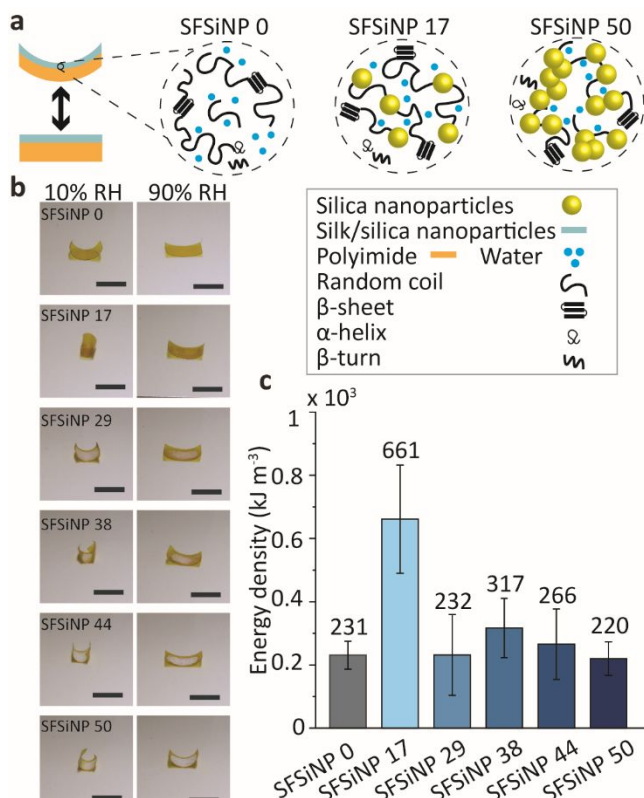 a
SFSiNP 0
SFSiNP 17
SFSiNP 50
b
10% RH
90% RH
SFSiNP 0
SFSiNP 17
SFSiNP 29
SFSiNP 38
SFSiNP 44
SFSiNP 50
Silica nanoparticles
Silk/silica nanoparticles
Polyimide
Water
Random coil
β-sheet
α-helix
β-turn
c
x 10³
Energy density (kJ m⁻³)
1
0.8
0.6
0.4
0.2
0
231
661
232
317
266
220
SFSiNP 0
SFSiNP 17
SFSiNP 29
SFSiNP 38
SFSiNP 44
SFSiNP 50